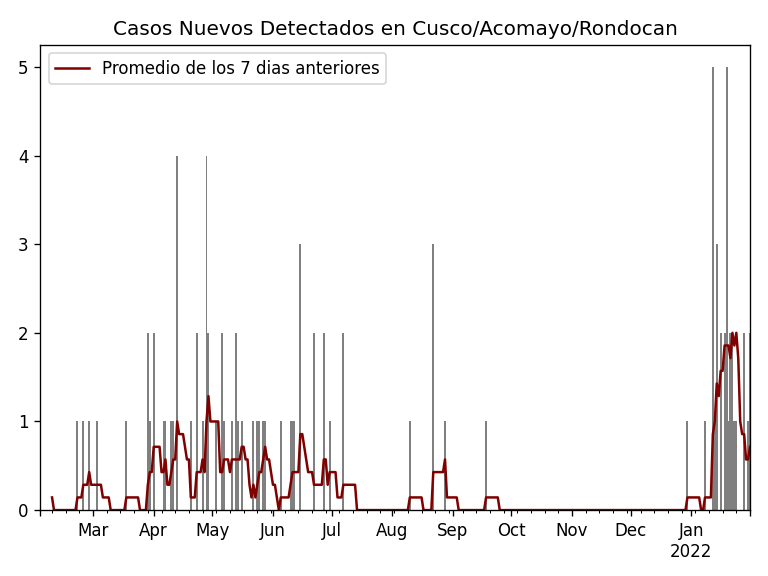 Casos Nuevos Detectados en Cusco/Acomayo/Rondocan
Promedio de los 7 dias anteriores
5
4
3
2
1
0
Mar Apr May Jun Jul Aug Sep Oct Nov Dec Jan
2022